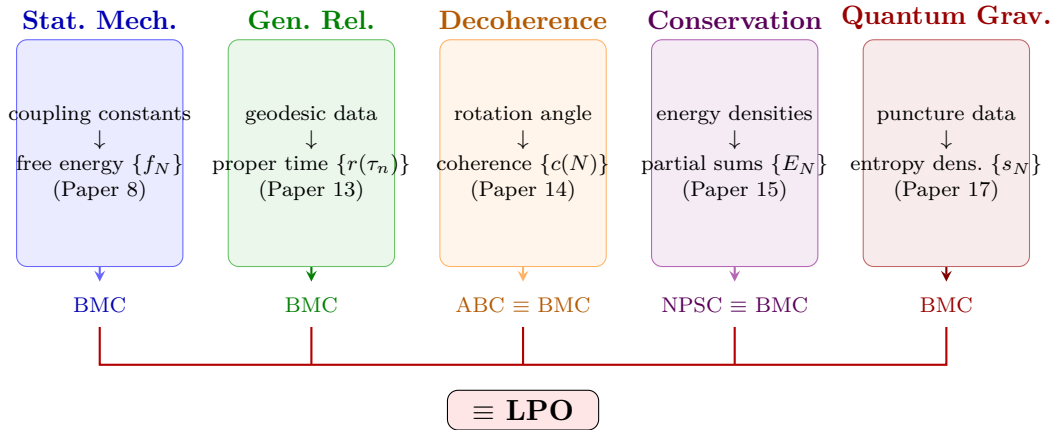 Stat. Mech.
Gen. Rel.
Decoherence
Conservation
Quantum Grav.
coupling constants
↓
free energy {f_N}
(Paper 8)
geodesic data
↓
proper time {r(τ_n)}
(Paper 13)
rotation angle
↓
coherence {c(N)}
(Paper 14)
energy densities
↓
partial sums {E_N}
(Paper 15)
puncture data
↓
entropy dens. {s_N}
(Paper 17)
BMC
BMC
ABC ≡ BMC
NPSC ≡ BMC
BMC
≡ LPO